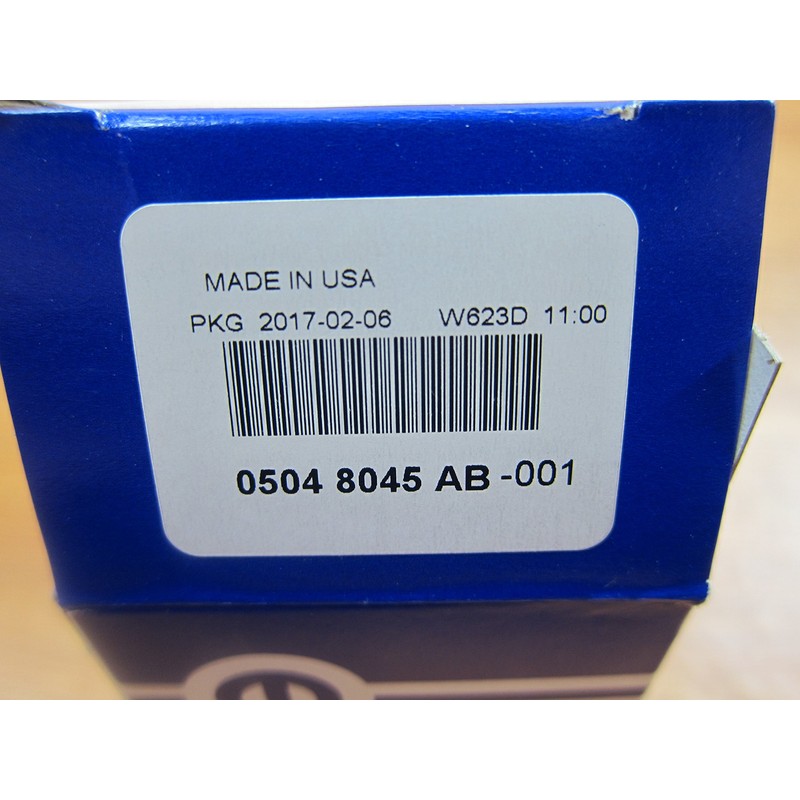 MADE IN USA
PKG 2017-02-06 W623D 11:00
0504 8045 AB -001